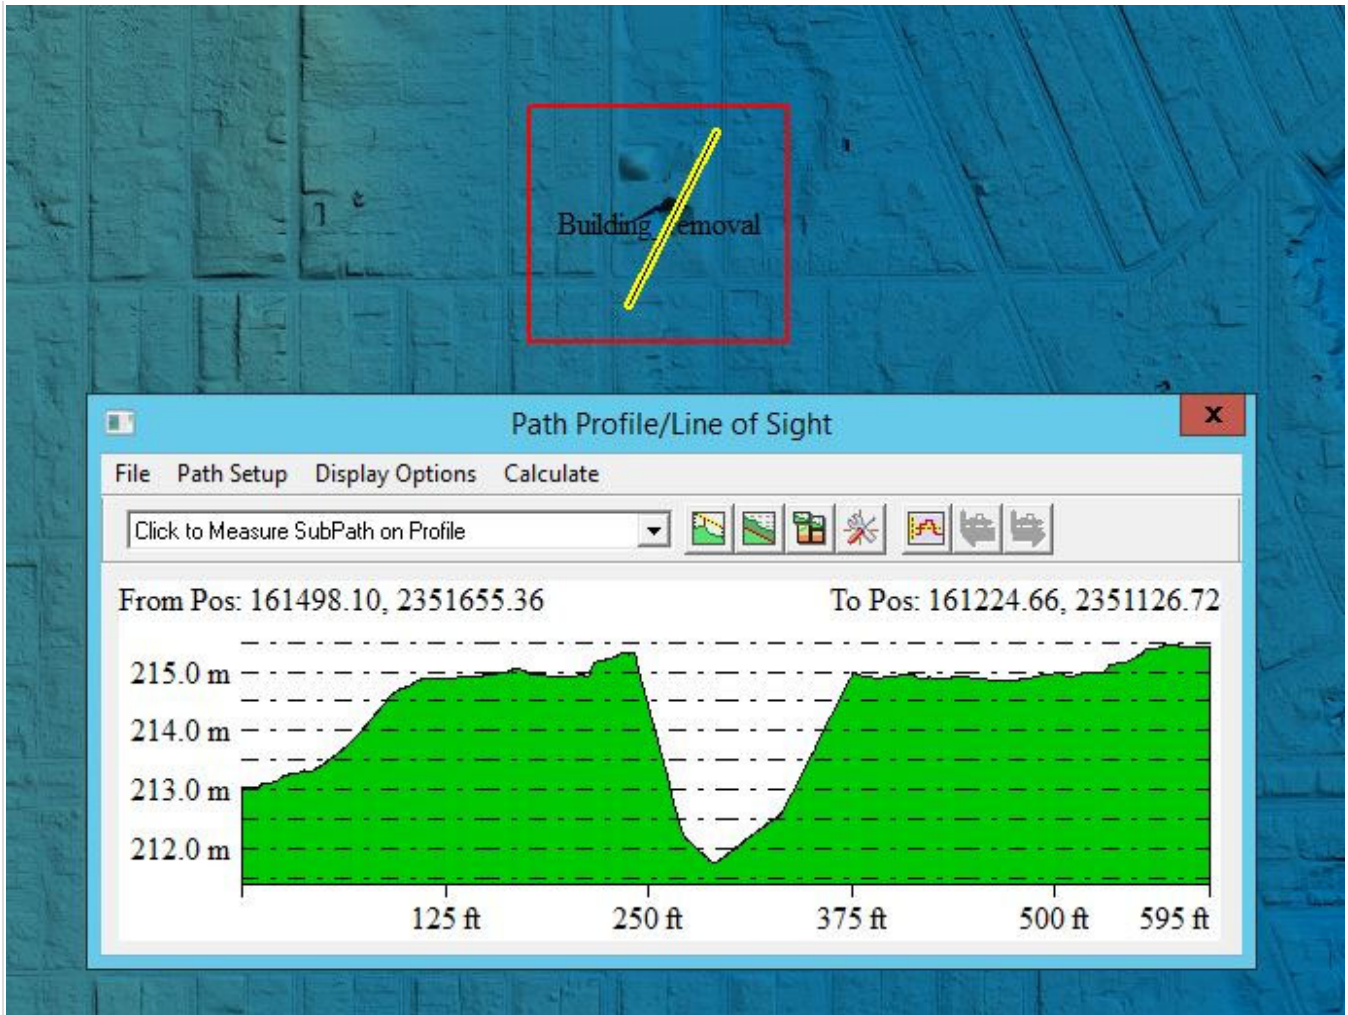 Building_removal
Path Profile/Line of Sight
X
File Path Setup Display Options Calculate
Click to Measure SubPath on Profile
From Pos: 161498.10, 2351655.36 To Pos: 161224.66, 2351126.72
215.0 m
214.0 m
213.0 m
212.0 m
125 ft 250 ft 375 ft 500 ft 595 ft